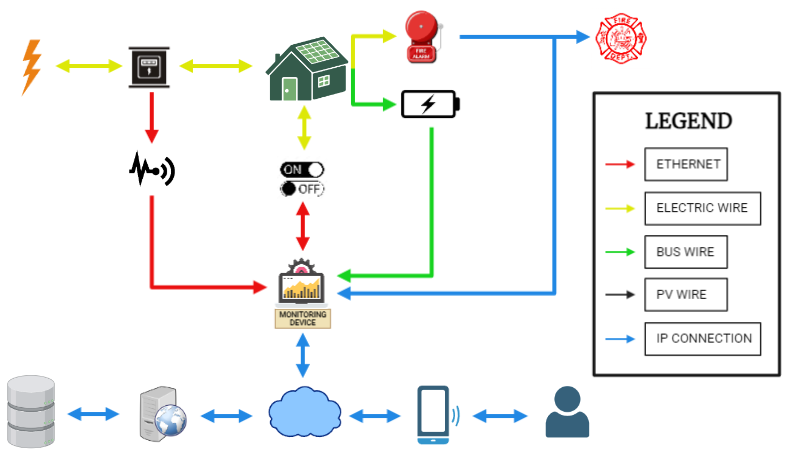 FIRE
ALARM
FIRE
DEPT.
LEGEND
ETHERNET
ELECTRIC WIRE
BUS WIRE
PV WIRE
IP CONNECTION
ON
OFF
MONITORING
DEVICE